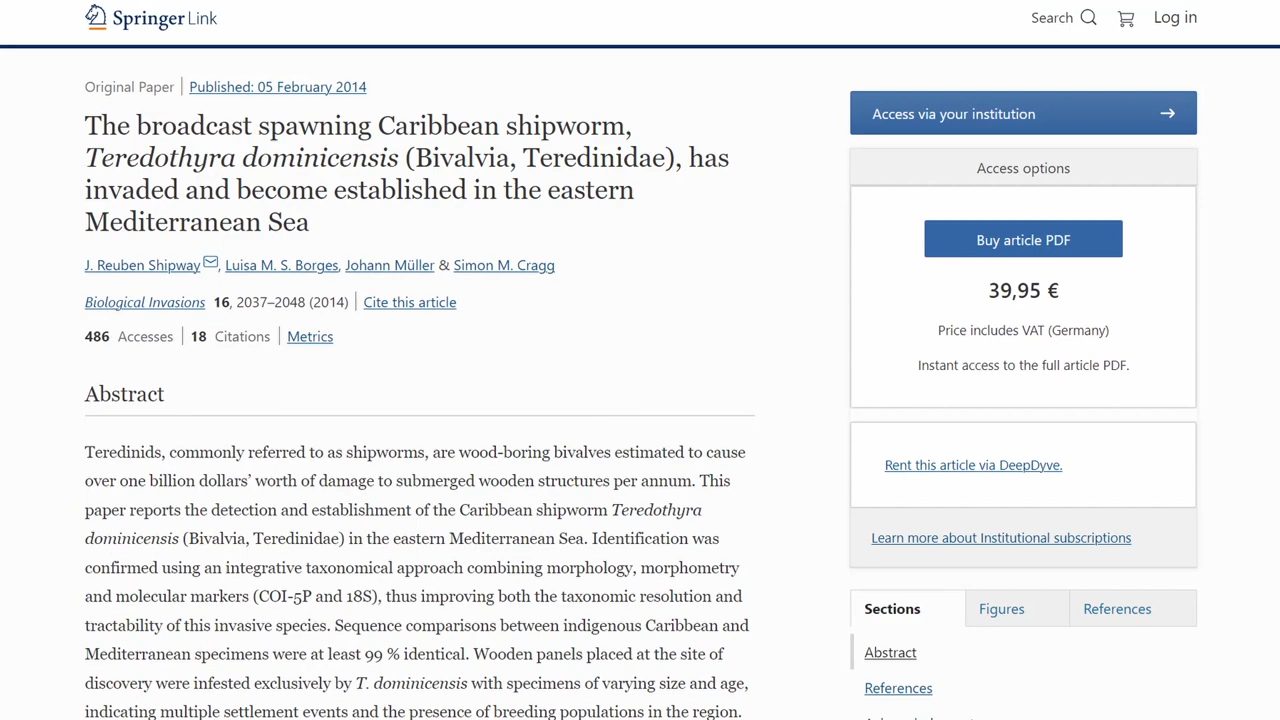 Springer Link
Search
Log in
Original Paper | Published: 05 February 2014
The broadcast spawning Caribbean shipworm,
Teredothyra dominicensis (Bivalvia, Teredinidae), has
invaded and become established in the eastern
Mediterranean Sea
J. Reuben Shipway, Luisa M. S. Borges, Johann Müller & Simon M. Cragg
Biological Invasions 16, 2037–2048 (2014) | Cite this article
486 Accesses | 18 Citations | Metrics
Abstract
Teredinids, commonly referred to as shipworms, are wood-boring bivalves estimated to cause
over one billion dollars’ worth of damage to submerged wooden structures per annum. This
paper reports the detection and establishment of the Caribbean shipworm Teredothyra
dominicensis (Bivalvia, Teredinidae) in the eastern Mediterranean Sea. Identification was
confirmed using an integrative taxonomical approach combining morphology, morphometry
and molecular markers (COI-5P and 18S), thus improving both the taxonomic resolution and
tractability of this invasive species. Sequence comparisons between indigenous Caribbean and
Mediterranean specimens were at least 99 % identical. Wooden panels placed at the site of
discovery were infested exclusively by T. dominicensis with specimens of varying size and age,
indicating multiple settlement events and the presence of breeding populations in the region.
Access via your institution
Access options
Buy article PDF
39,95 €
Price includes VAT (Germany)
Instant access to the full article PDF.
Rent this article via DeepDyve.
Learn more about Institutional subscriptions
Sections
Figures
References
Abstract
References